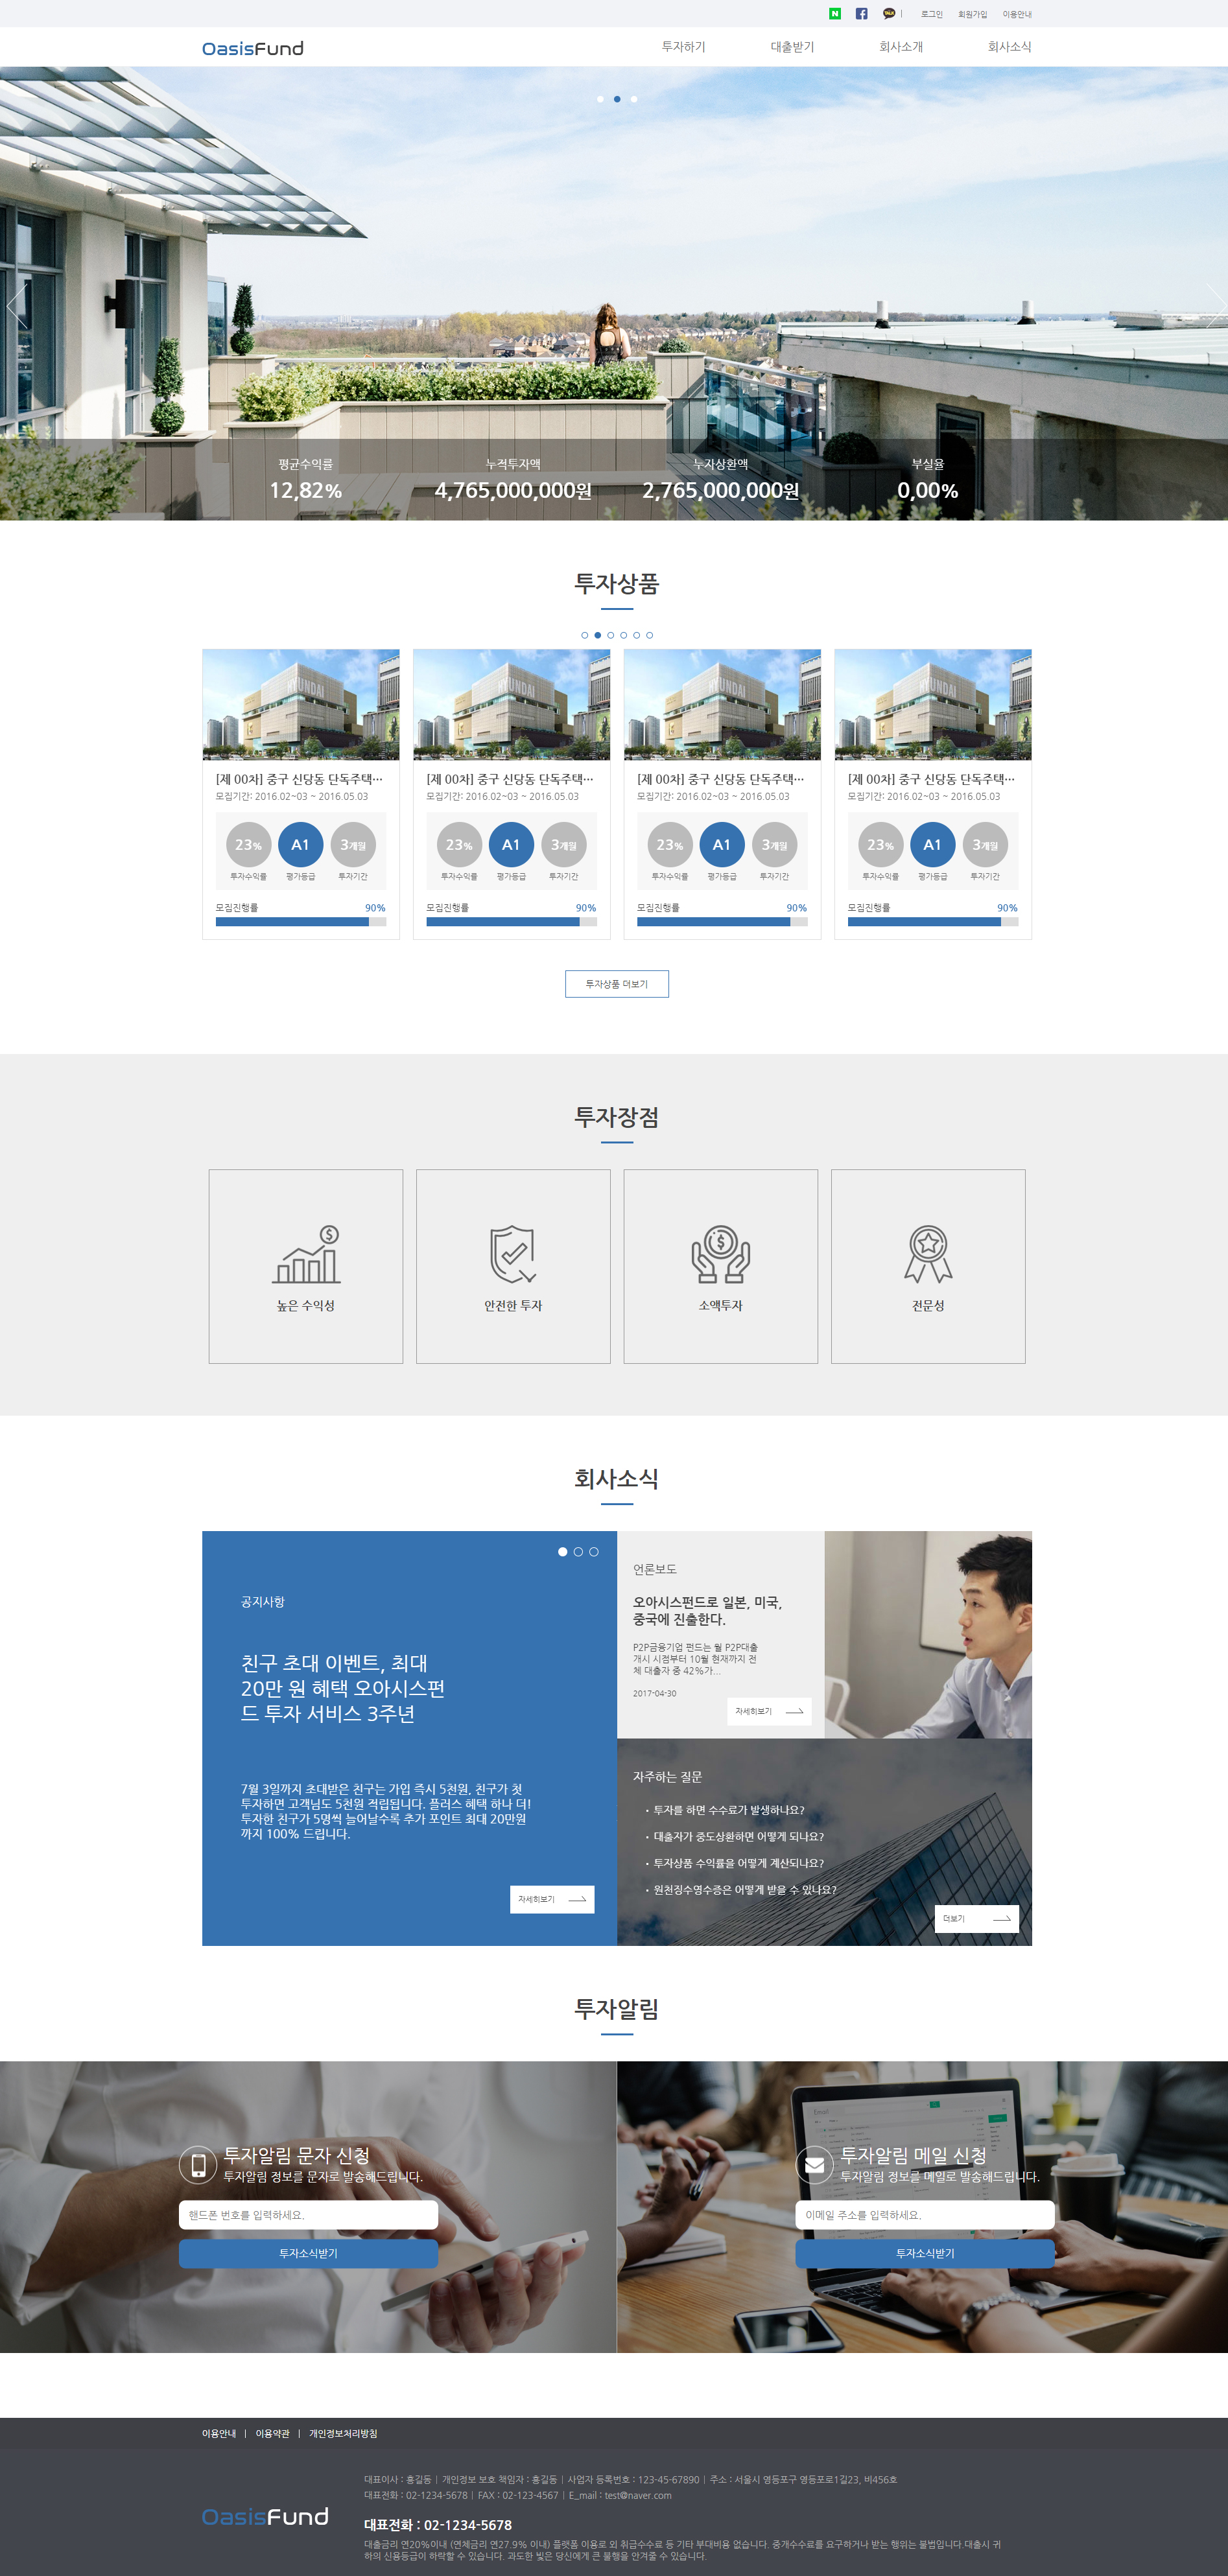 로그인 회원가입 이용안내
OasisFund 투자하기 대출받기 회사소개 회사소식
평균수익률 누적투자액 누자상환액 부실율
12,82% 4,765,000,000원 2,765,000,000원 0,00%
투자상품
HYUNDAI HYUNDAI HYUNDAI HYUNDAI
[제 00차] 중구 신당동 단독주택… [제 00차] 중구 신당동 단독주택… [제 00차] 중구 신당동 단독주택… [제 00차] 중구 신당동 단독주택…
모집기간: 2016.02~03 ~ 2016.05.03 모집기간: 2016.02~03 ~ 2016.05.03 모집기간: 2016.02~03 ~ 2016.05.03 모집기간: 2016.02~03 ~ 2016.05.03
23% A1 3개월 23% A1 3개월 23% A1 3개월 23% A1 3개월
투자수익률 평가등급 투자기간 투자수익률 평가등급 투자기간 투자수익률 평가등급 투자기간 투자수익률 평가등급 투자기간
모집진행률 90% 모집진행률 90% 모집진행률 90% 모집진행률 90%
투자상품 더보기
투자장점
높은 수익성 안전한 투자 소액투자 전문성
회사소식
공지사항
친구 초대 이벤트, 최대
20만 원 혜택 오아시스펀
드 투자 서비스 3주년
7월 3일까지 초대받은 친구는 가입 즉시 5천원, 친구가 첫
투자하면 고객님도 5천원 적립됩니다. 플러스 혜택 하나 더!
투자한 친구가 5명씩 늘어날수록 추가 포인트 최대 20만원
까지 100% 드립니다.
자세히보기
언론보도
오아시스펀드로 일본, 미국,
중국에 진출한다.
P2P금융기업 펀드는 월 P2P대출
개시 시점부터 10월 현재까지 전
체 대출자 중 42%가...
2017-04-30
자세히보기
자주하는 질문
· 투자를 하면 수수료가 발생하나요?
· 대출자가 중도상환하면 어떻게 되나요?
· 투자상품 수익률을 어떻게 계산되나요?
· 원천징수영수증은 어떻게 받을 수 있나요?
더보기
투자알림
투자알림 문자 신청
투자알림 정보를 문자로 발송해드립니다.
핸드폰 번호를 입력하세요.
투자소식받기
투자알림 메일 신청
투자알림 정보를 메일로 발송해드립니다.
이메일 주소를 입력하세요.
투자소식받기
이용안내 | 이용약관 | 개인정보처리방침
대표이사 : 홍길동 | 개인정보 보호 책임자 : 홍길동 | 사업자 등록번호 : 123-45-67890 | 주소 : 서울시 영등포구 영등포로1길23, 비456호
대표전화 : 02-1234-5678 | FAX : 02-123-4567 | E_mail : test@naver.com
OasisFund
대표전화 : 02-1234-5678
대출금리 연20%이내 (연체금리 연27.9% 이내) 플랫폼 이용로 외 취급수수료 등 기타 부대비용 없습니다. 중개수수료를 요구하거나 받는 행위는 불법입니다.대출시 귀
하의 신용등급이 하락할 수 있습니다. 과도한 빚은 당신에게 큰 불행을 안겨줄 수 있습니다.